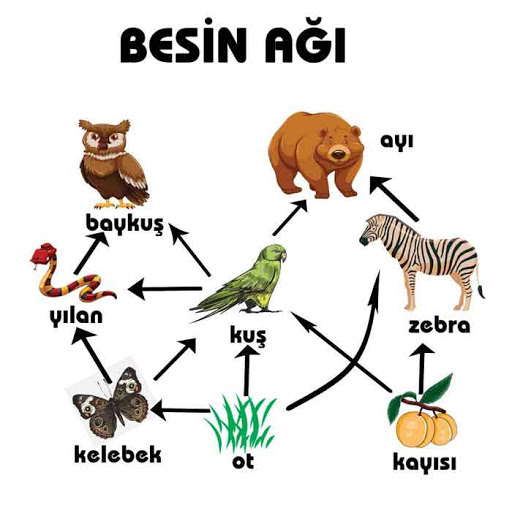 BESİN AĞI
ayı
baykuş
yılan
kuş
zebra
kelebek
ot
kayısı